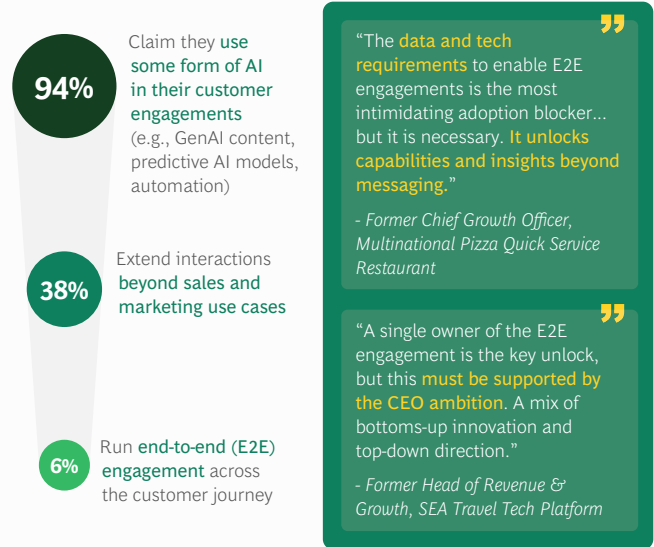 94%
Claim they use
some form of AI
in their customer
engagements
(e.g., GenAI content,
predictive AI models,
automation)
38%
Extend interactions
beyond sales and
marketing use cases
6%
Run end-to-end (E2E)
engagement across
the customer journey
”
“The data and tech
requirements to enable E2E
engagements is the most
intimidating adoption blocker...
but it is necessary. It unlocks
capabilities and insights beyond
messaging.”
- Former Chief Growth Officer,
Multinational Pizza Quick Service
Restaurant
”
“A single owner of the E2E
engagement is the key unlock,
but this must be supported by
the CEO ambition. A mix of
bottoms-up innovation and
top-down direction.”
- Former Head of Revenue &
Growth, SEA Travel Tech Platform